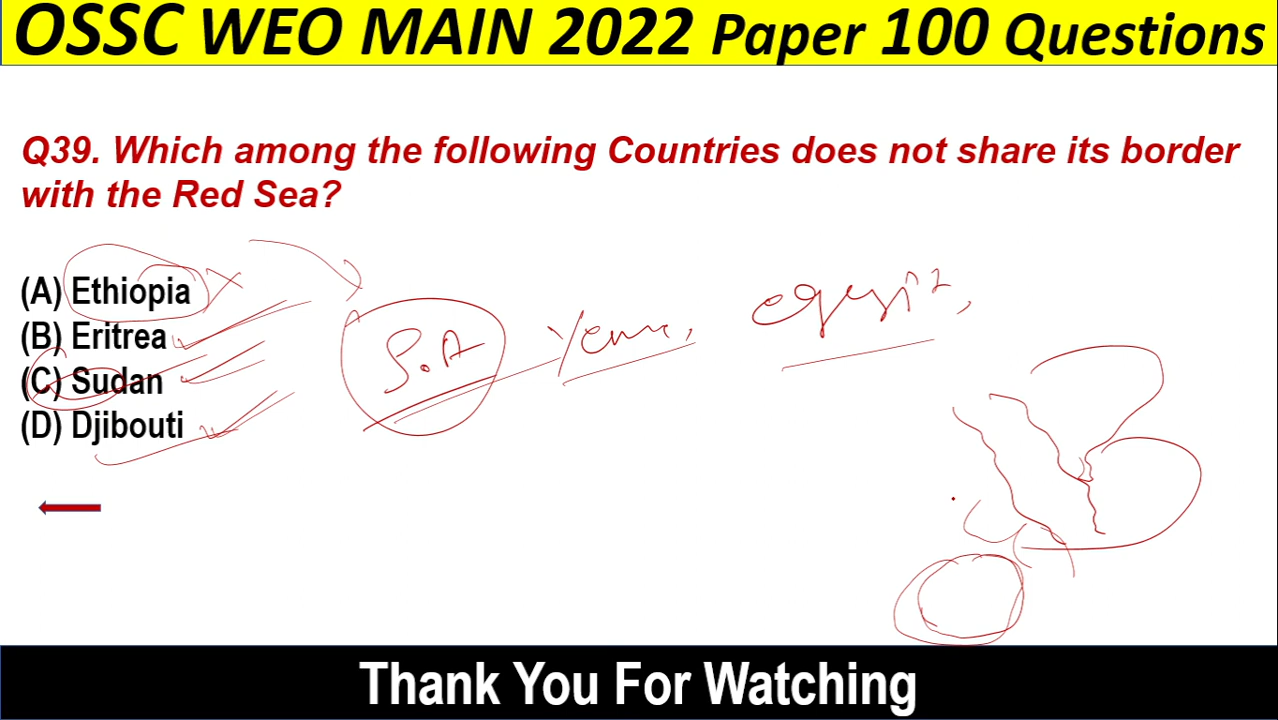 OSSC WEO MAIN 2022 Paper 100 Questions
Q39. Which among the following Countries does not share its border
with the Red Sea?
(A) Ethiopia
(B) Eritrea
(C) Sudan
(D) Djibouti
S.A
Thank You For Watching